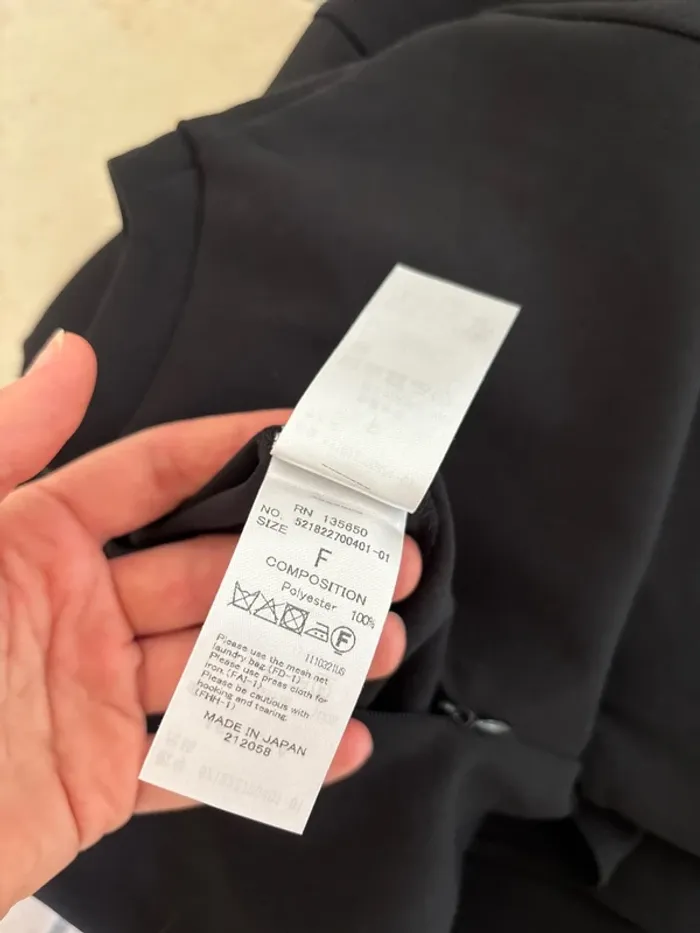 RN 135650
NO. 521822700401-01
SIZE
F
COMPOSITION
Polyester 100%
F
1110321US
Please use the mesh net
laundry bag.(FD-1)
Please use press cloth for
iron.(FAI-1)
Please be cautious with
hooking and tearing.
(FHH-1)
MADE IN JAPAN
212058